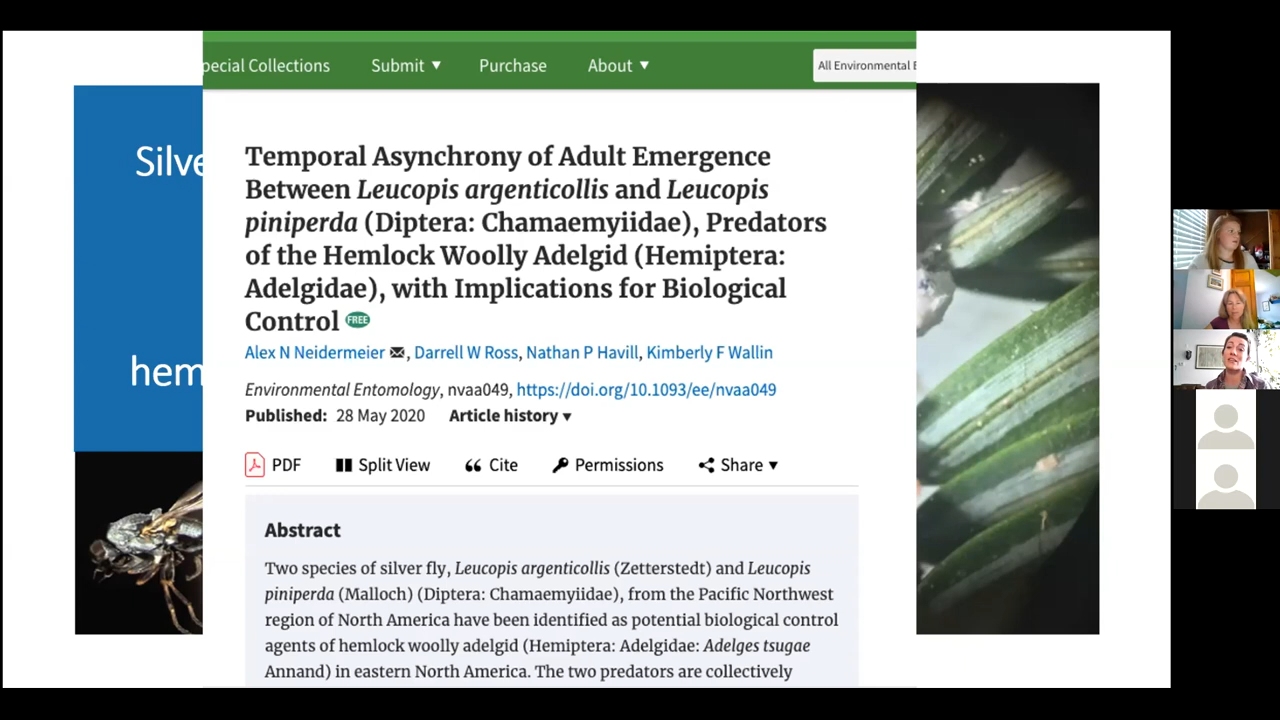 pecial Collections Submit ▼ Purchase About ▼ All Environmental E
Silve
hem
Temporal Asynchrony of Adult Emergence
Between Leucopis argenticollis and Leucopis
piniperda (Diptera: Chamaemyiidae), Predators
of the Hemlock Woolly Adelgid (Hemiptera:
Adelgidae), with Implications for Biological
Control FREE
Alex N Neidermeier, Darrell W Ross, Nathan P Havill, Kimberly F Wallin
Environmental Entomology, nvaa049, https://doi.org/10.1093/ee/nvaa049
Published: 28 May 2020 Article history ▼
PDF Split View Cite Permissions Share ▼
Abstract
Two species of silver fly, Leucopis argenticollis (Zetterstedt) and Leucopis
piniperda (Malloch) (Diptera: Chamaemyiidae), from the Pacific Northwest
region of North America have been identified as potential biological control
agents of hemlock woolly adelgid (Hemiptera: Adelgidae: Adelges tsugae
Annand) in eastern North America. The two predators are collectively